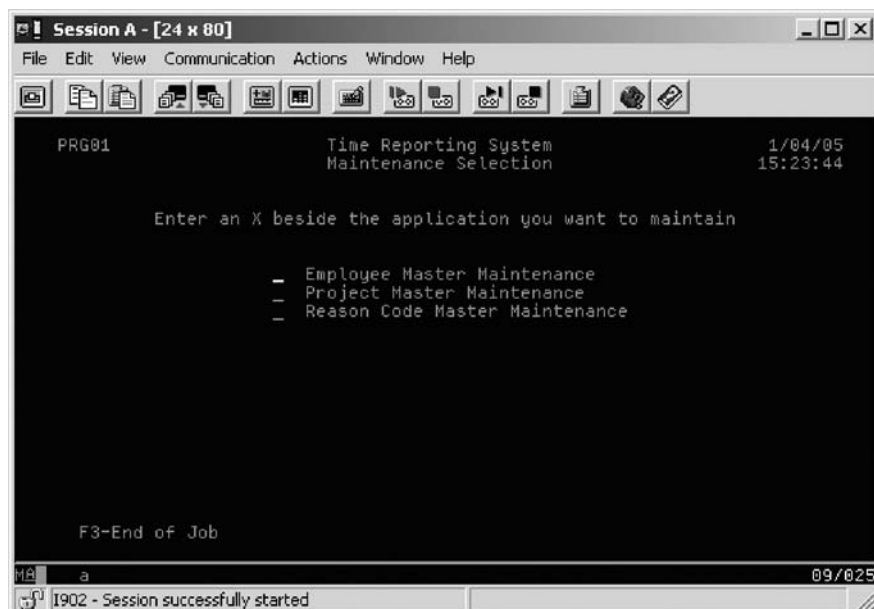 Session A - [24 x 80]
File Edit View Communication Actions Window Help
PRG01 Time Reporting System 1/04/05
Maintenance Selection 15:23:44
Enter an X beside the application you want to maintain
_ Employee Master Maintenance
_ Project Master Maintenance
_ Reason Code Master Maintenance
F3-End of Job
MA a 09/025
I902 - Session successfully started